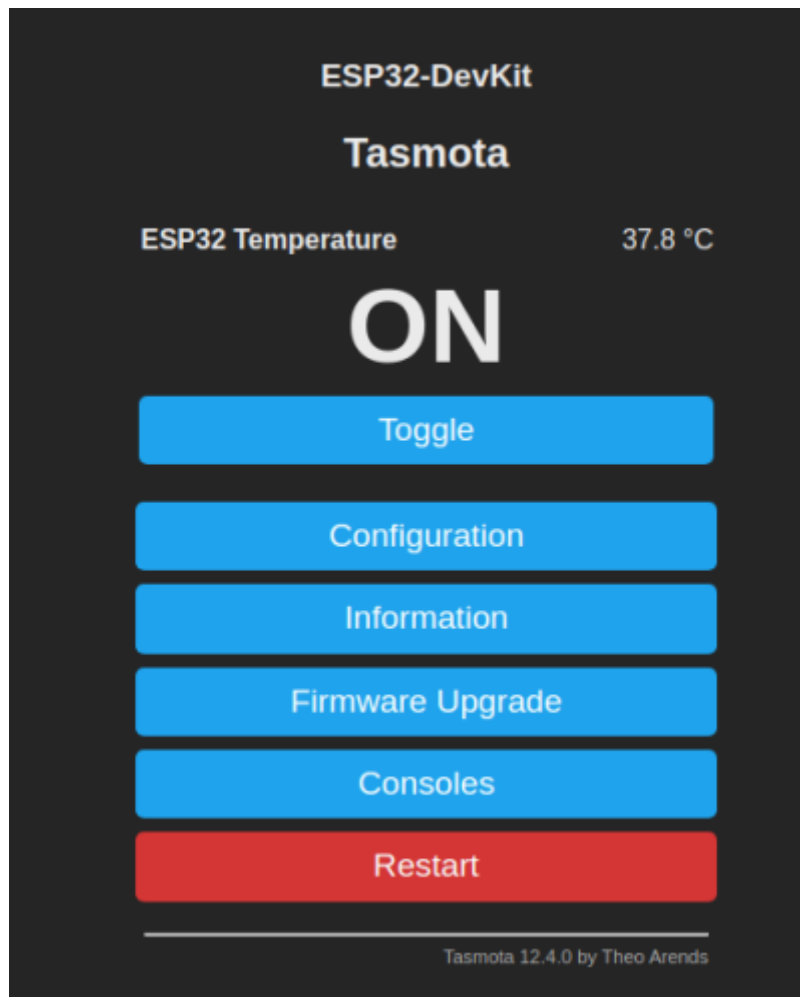 ESP32-DevKit
Tasmota
ESP32 Temperature 37.8 °C
ON
Toggle
Configuration
Information
Firmware Upgrade
Consoles
Restart
Tasmota 12.4.0 by Theo Arends